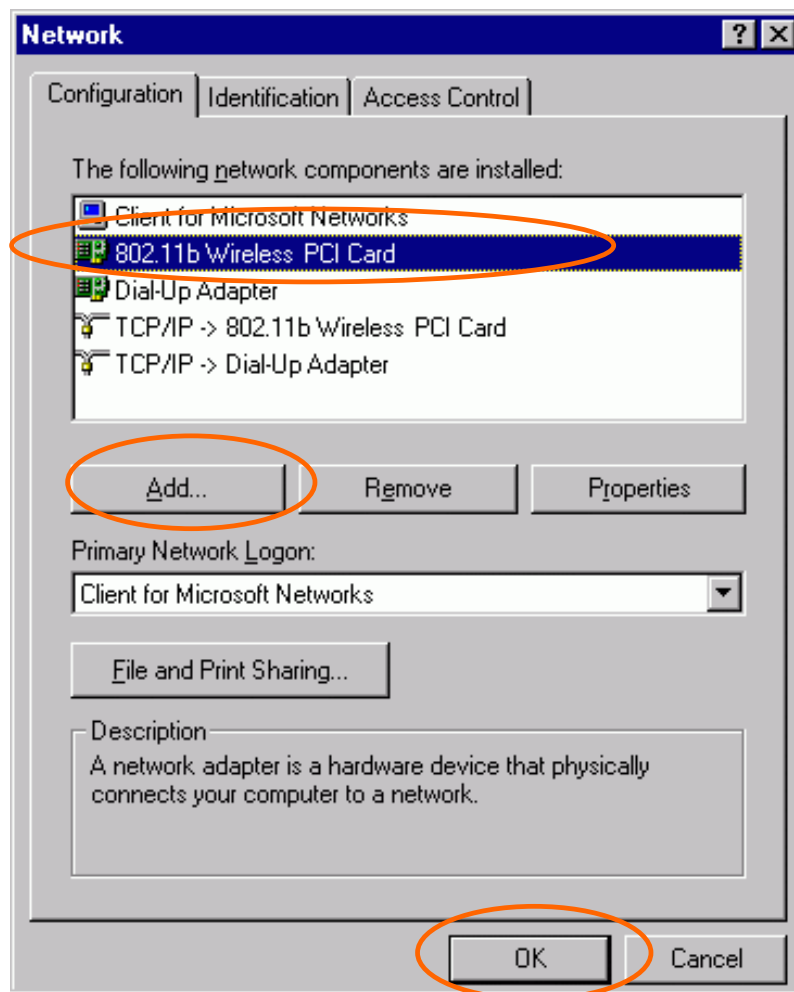 Network
Configuration Identification Access Control
The following network components are installed:
Client for Microsoft Networks
802.11b Wireless PCI Card
Dial-Up Adapter
TCP/IP -> 802.11b Wireless PCI Card
TCP/IP -> Dial-Up Adapter
Add... Remove Properties
Primary Network Logon:
Client for Microsoft Networks
File and Print Sharing...
Description
A network adapter is a hardware device that physically
connects your computer to a network.
OK Cancel